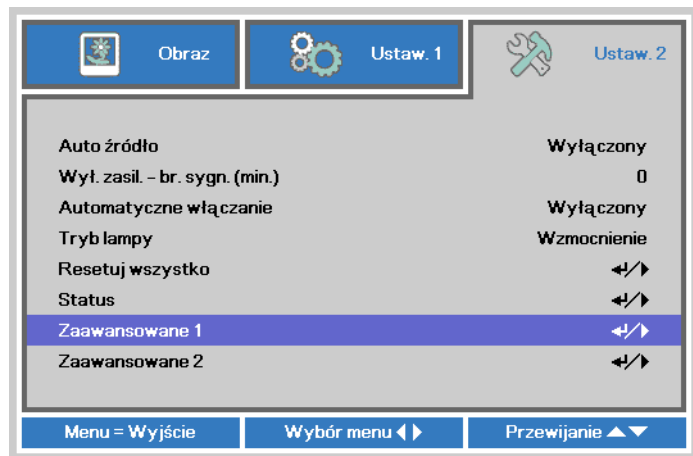 Obraz Ustaw. 1 Ustaw. 2
Auto źródło Wyłączony
Wył. zasil. – br. sygn. (min.) 0
Automatyczne włączanie Wyłączony
Tryb lampy Wzmocnienie
Resetuj wszystko ↵/▶
Status ↵/▶
Zaawansowane 1 ↵/▶
Zaawansowane 2 ↵/▶
Menu = Wyjście Wybór menu ◀▶ Przewijanie ▲▼